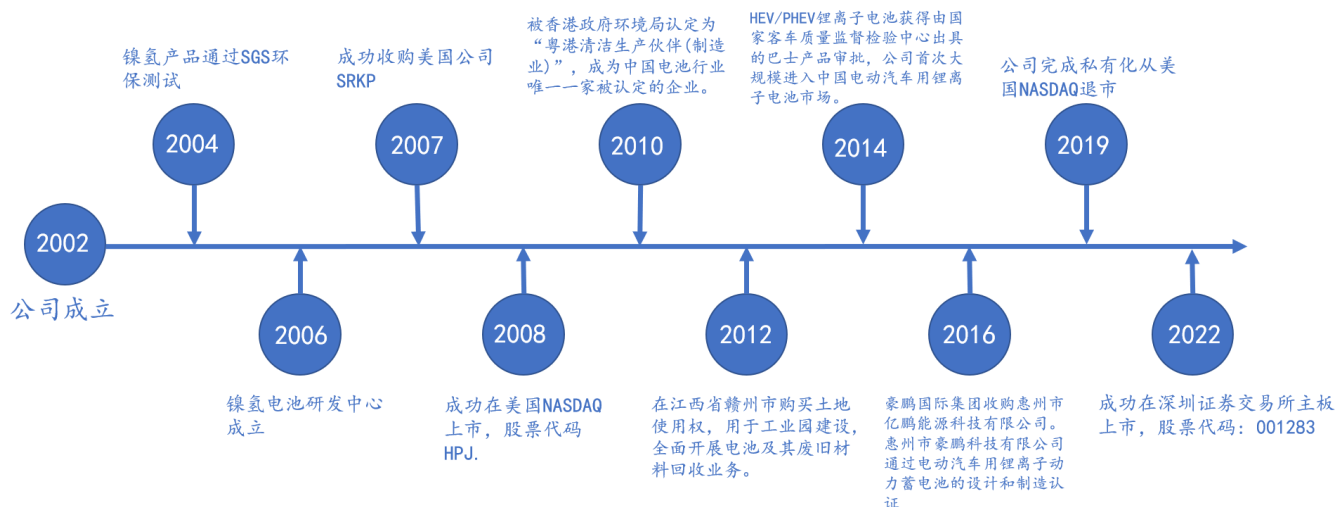 2002
公司成立
镍氢产品通过SGS环
保测试
2004
2006
镍氢电池研发中心
成立
成功收购美国公司
SRKP
2007
2008
成功在美国NASDAQ
上市，股票代码
HPJ.
被香港政府环境局认定为
“粤港清洁生产伙伴(制造
业)”，成为中国电池行业
唯一一家被认定的企业。
2010
2012
在江西省赣州市购买土地
使用权，用于工业园建设，
全面开展电池及其废旧材
料回收业务。
HEV/PHEV锂离子电池获得由国
家客车质量监督检验中心出具
的巴士产品审批，公司首次大
规模进入中国电动汽车用锂离
子电池市场。
2014
2016
豪鹏国际集团收购惠州市
亿鹏能源科技有限公司。
惠州市豪鹏科技有限公司
通过电动汽车用锂离子动
力蓄电池的设计和制造认
证
公司完成私有化从美
国NASDAQ退市
2019
2022
成功在深圳证券交易所主板
上市，股票代码：001283